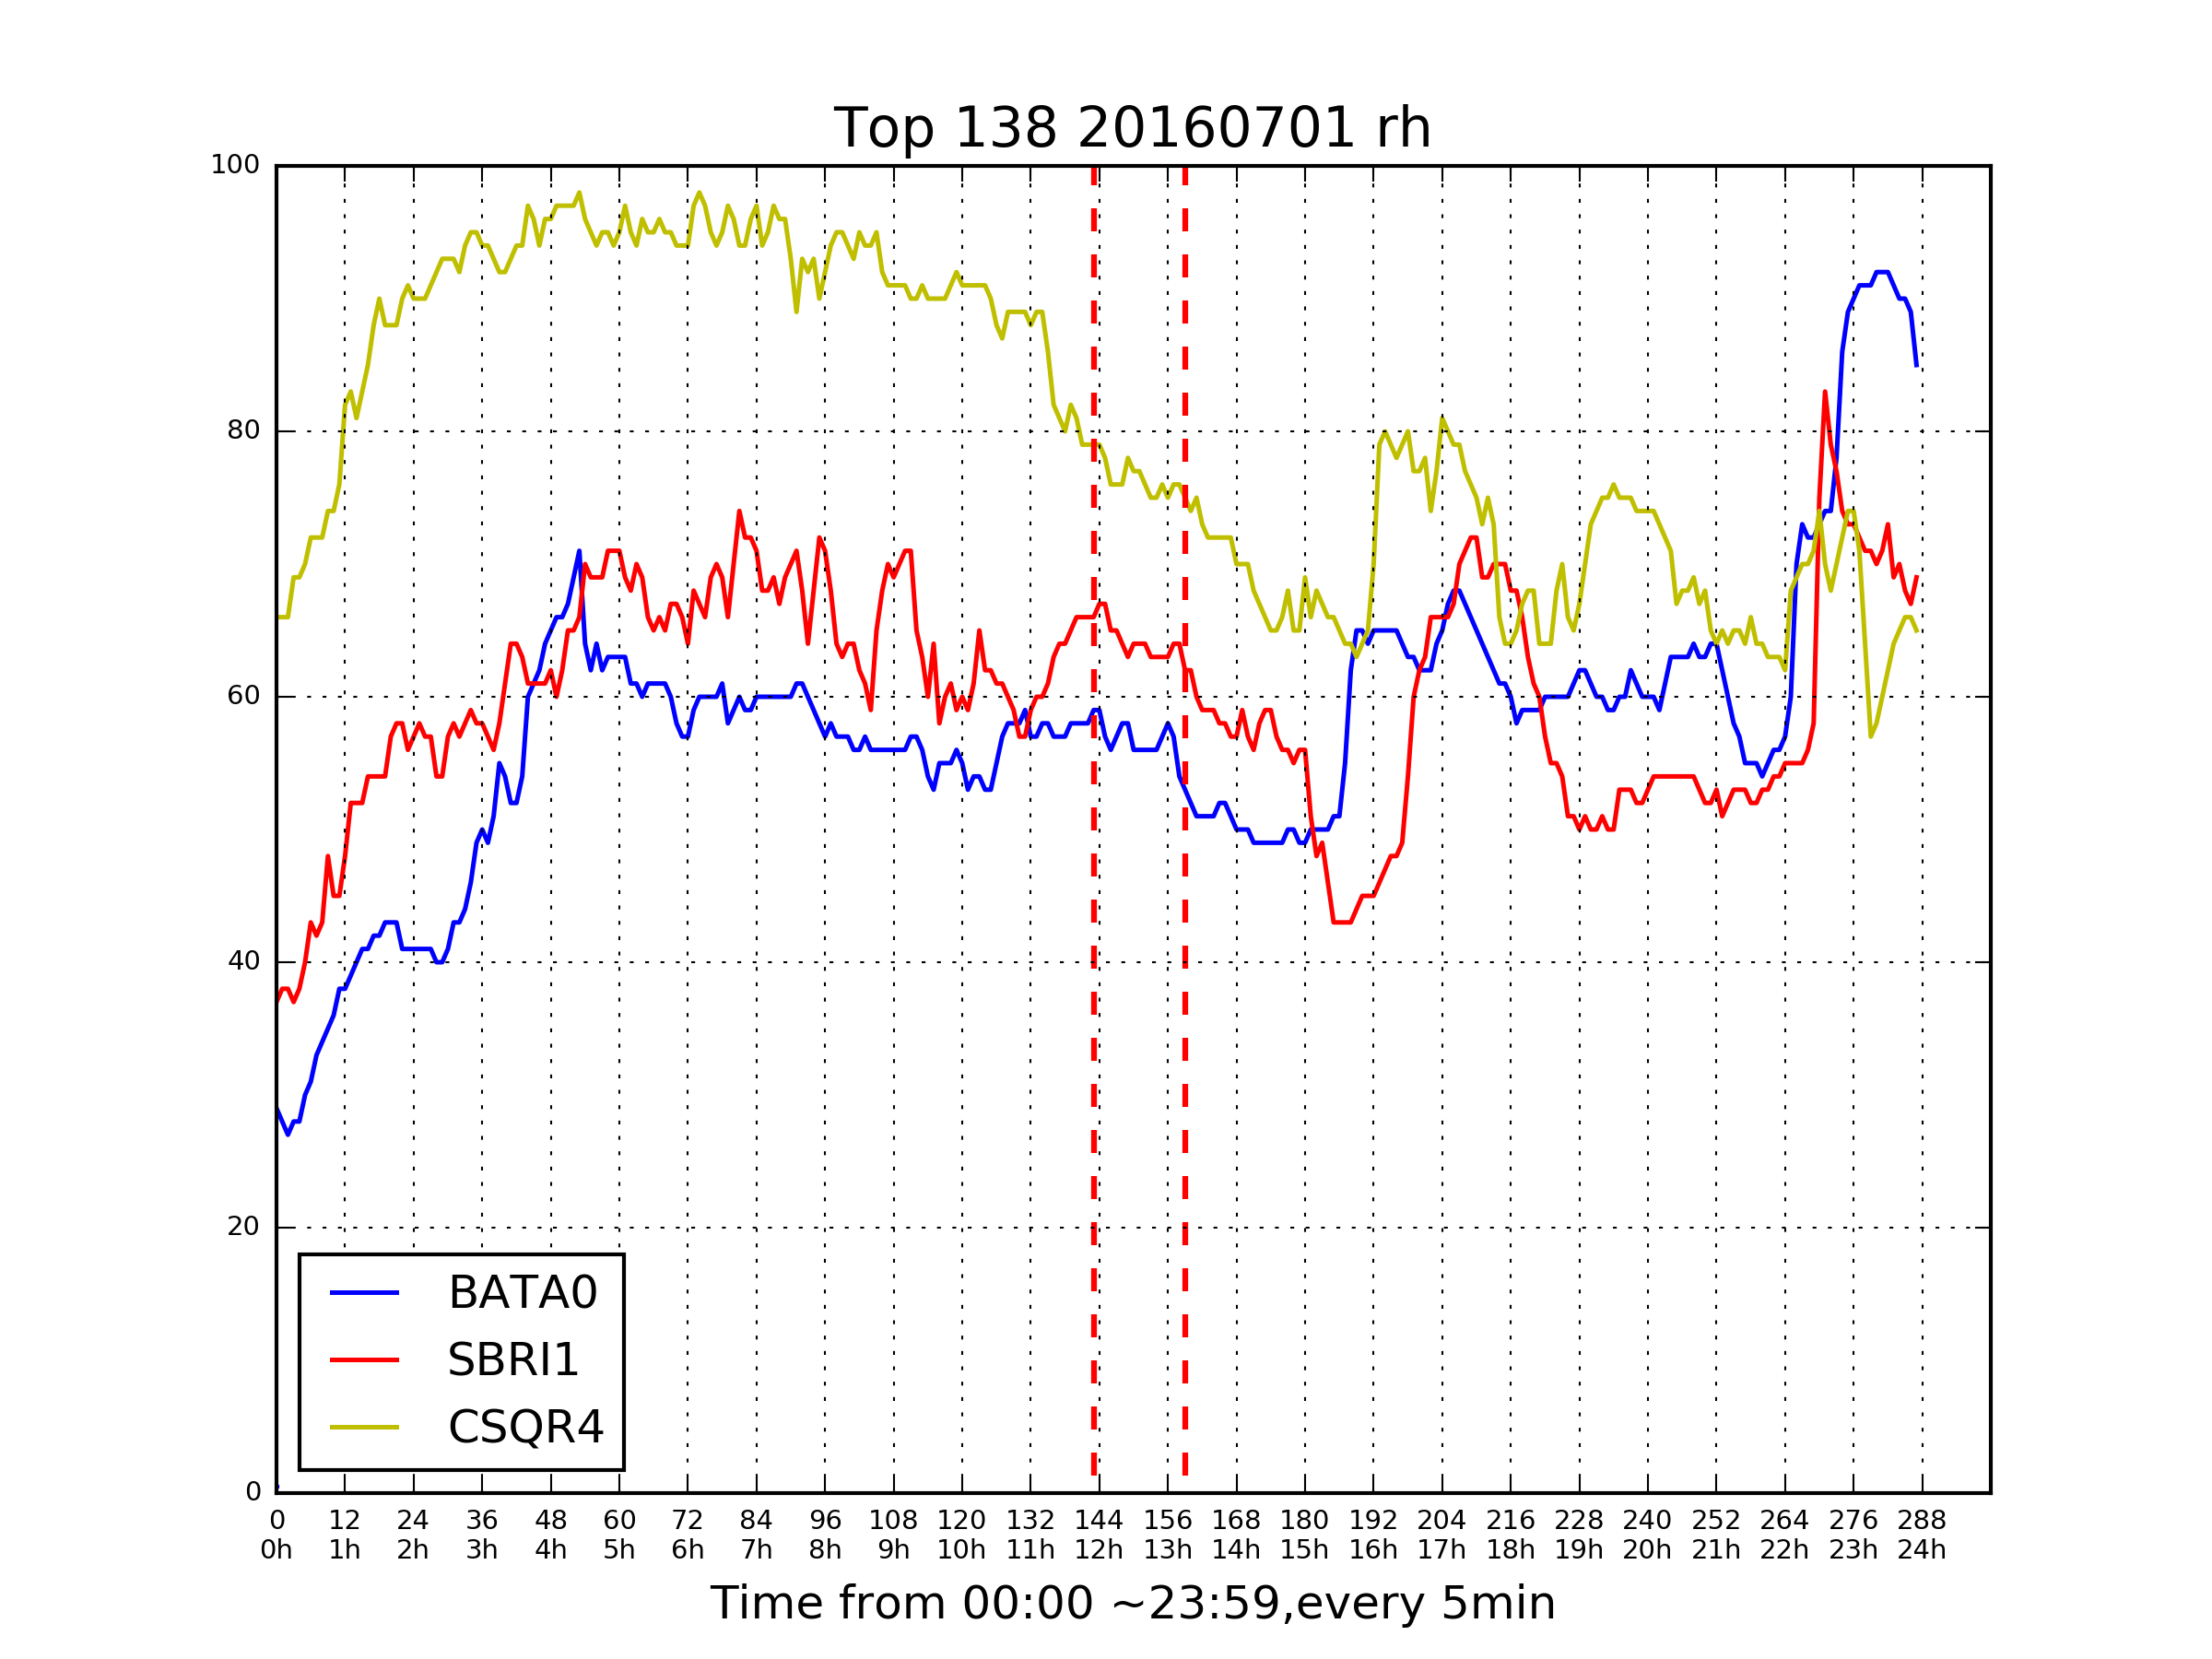 Top 138 20160701 rh
100
80
60
40
20
0
BATA0
SBRI1
CSQR4
0 12 24 36 48 60 72 84 96 108 120 132 144 156 168 180 192 204 216 228 240 252 264 276 288
0h 1h 2h 3h 4h 5h 6h 7h 8h 9h 10h 11h 12h 13h 14h 15h 16h 17h 18h 19h 20h 21h 22h 23h 24h
Time from 00:00 ~23:59,every 5min